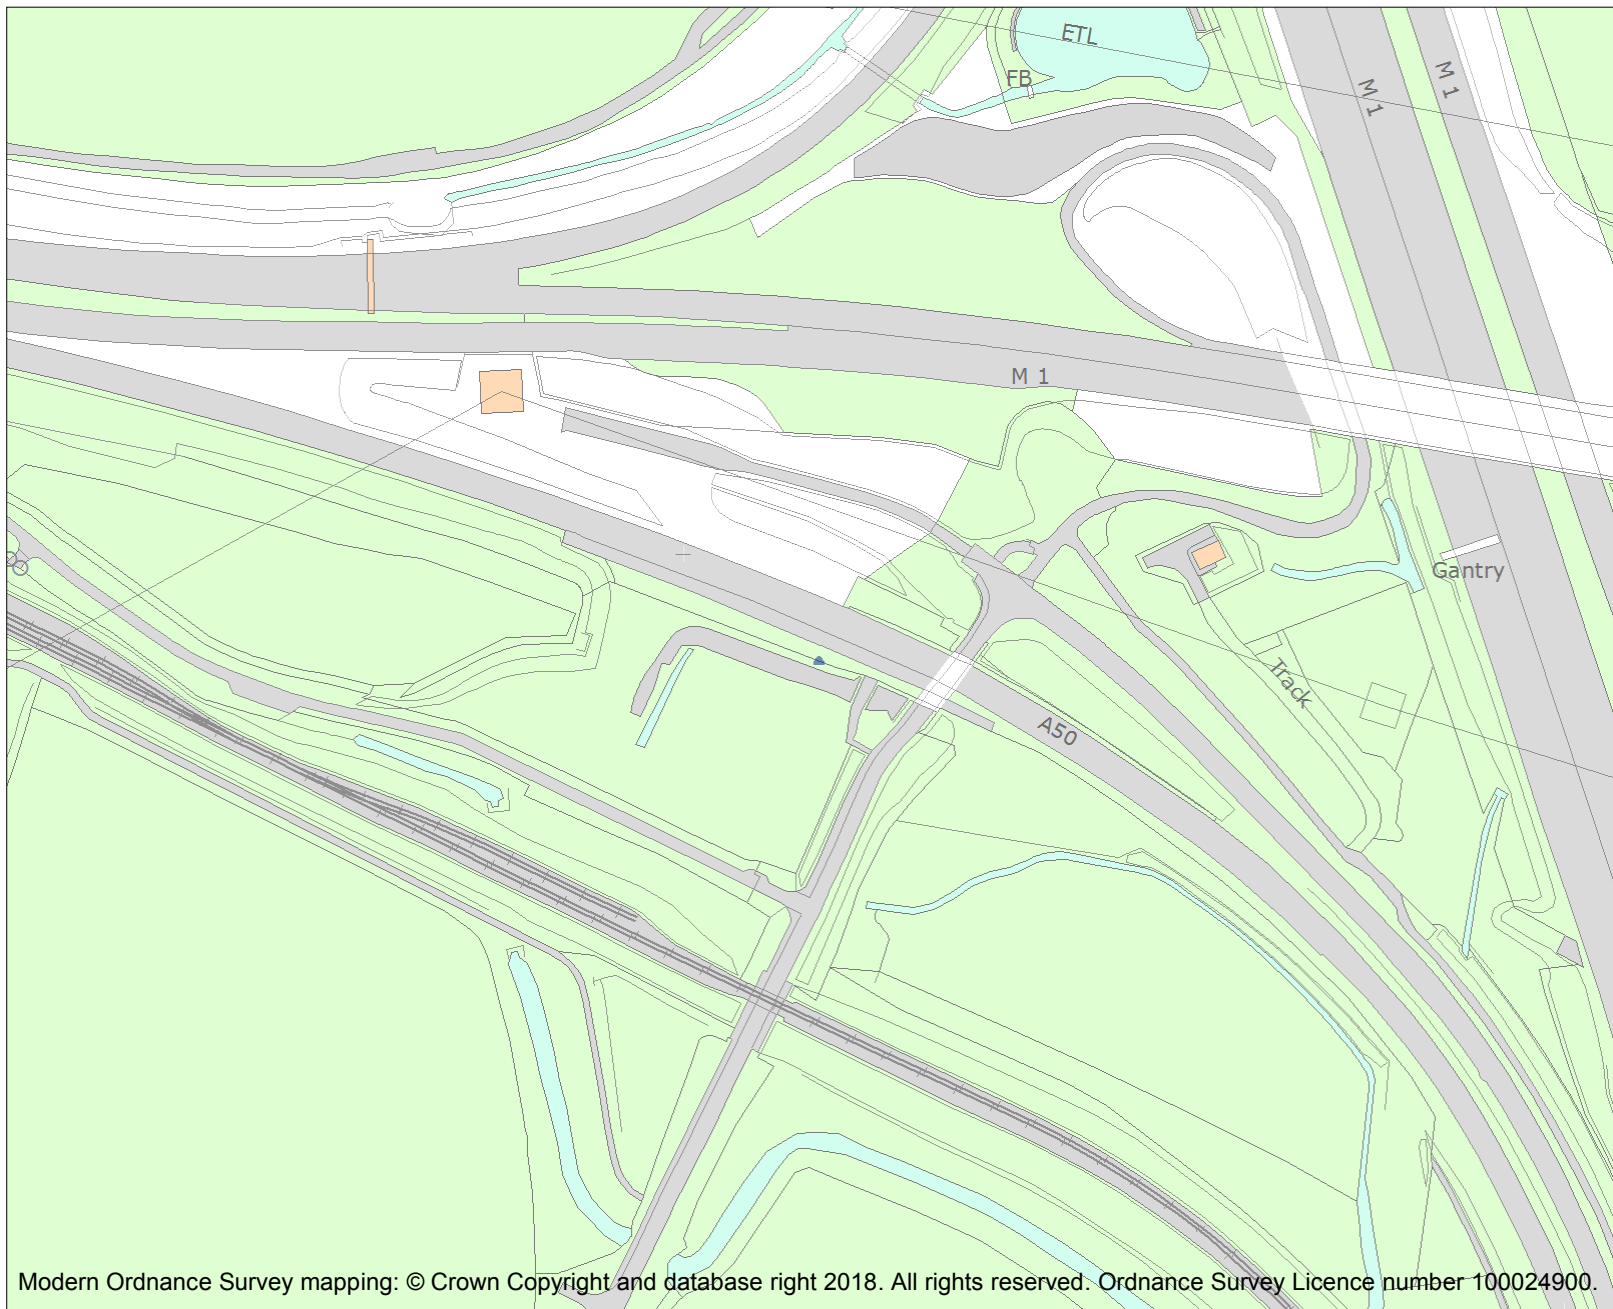 ETL
FB
M 1
M 1
M 1
Gantry
Track
A50
Modern Ordnance Survey mapping: © Crown Copyright and database right 2018. All rights reserved. Ordnance Survey Licence number 100024900.